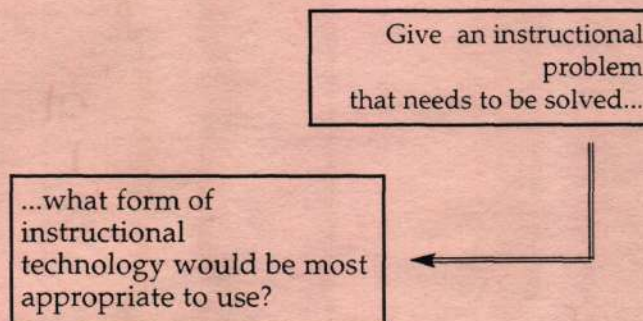 Give an instructional
problem
that needs to be solved...
...what form of
instructional
technology would be most
appropriate to use?